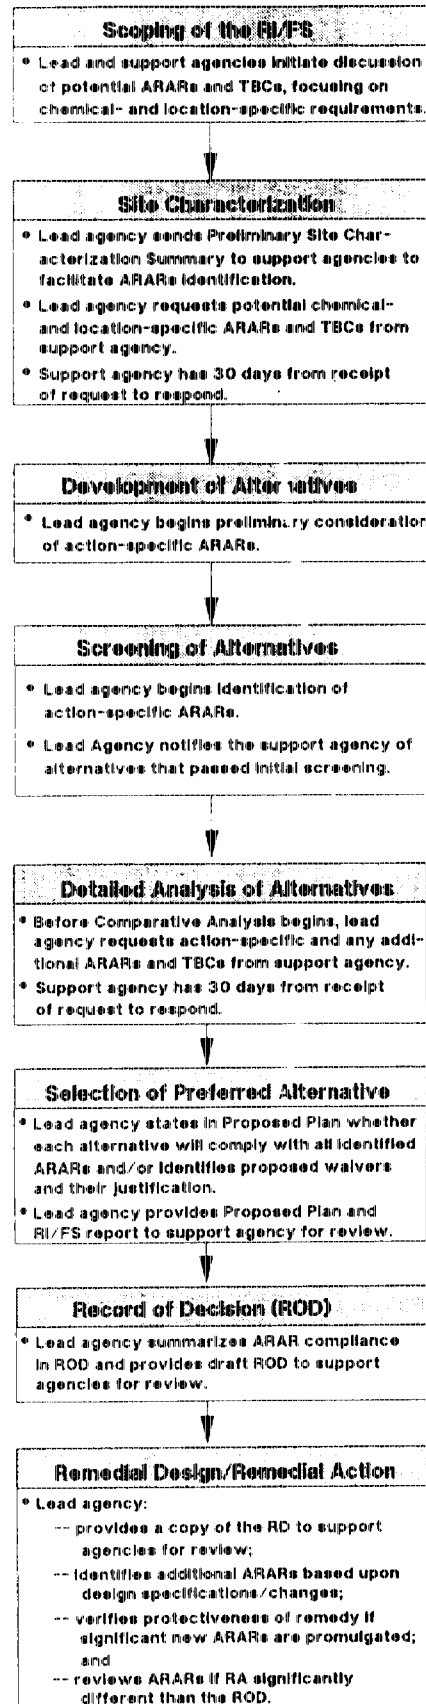 Scoping of the RI/FS
• Lead and support agencies initiate discussion
of potential ARARs and TBCs, focusing on
chemical- and location-specific requirements.
Site Characterization
• Lead agency sends Preliminary Site Char-
acterization Summary to support agencies to
facilitate ARARs identification.
• Lead agency requests potential chemical-
and location-specific ARARs and TBCs from
support agency.
• Support agency has 30 days from receipt
of request to respond.
Development of Alternatives
• Lead agency begins preliminary consideration
of action-specific ARARs.
Screening of Alternatives
• Lead agency begins identification of
action-specific ARARs.
• Lead Agency notifies the support agency of
alternatives that passed initial screening.
Detailed Analysis of Alternatives
• Before Comparative Analysis begins, lead
agency requests action-specific and any addi-
tional ARARs and TBCs from support agency.
• Support agency has 30 days from receipt
of request to respond.
Selection of Preferred Alternative
• Lead agency states in Proposed Plan whether
each alternative will comply with all identified
ARARs and/or identifies proposed waivers
and their justification.
• Lead agency provides Proposed Plan and
RI/FS report to support agency for review.
Record of Decision (ROD)
• Lead agency summarizes ARAR compliance
in ROD and provides draft ROD to support
agencies for review.
Remedial Design/Remedial Action
• Lead agency:
-- provides a copy of the RD to support
agencies for review;
-- identifies additional ARARs based upon
design specifications/changes;
-- verifies protectiveness of remedy if
significant new ARARs are promulgated;
and
-- reviews ARARs if RA significantly
different than the ROD.